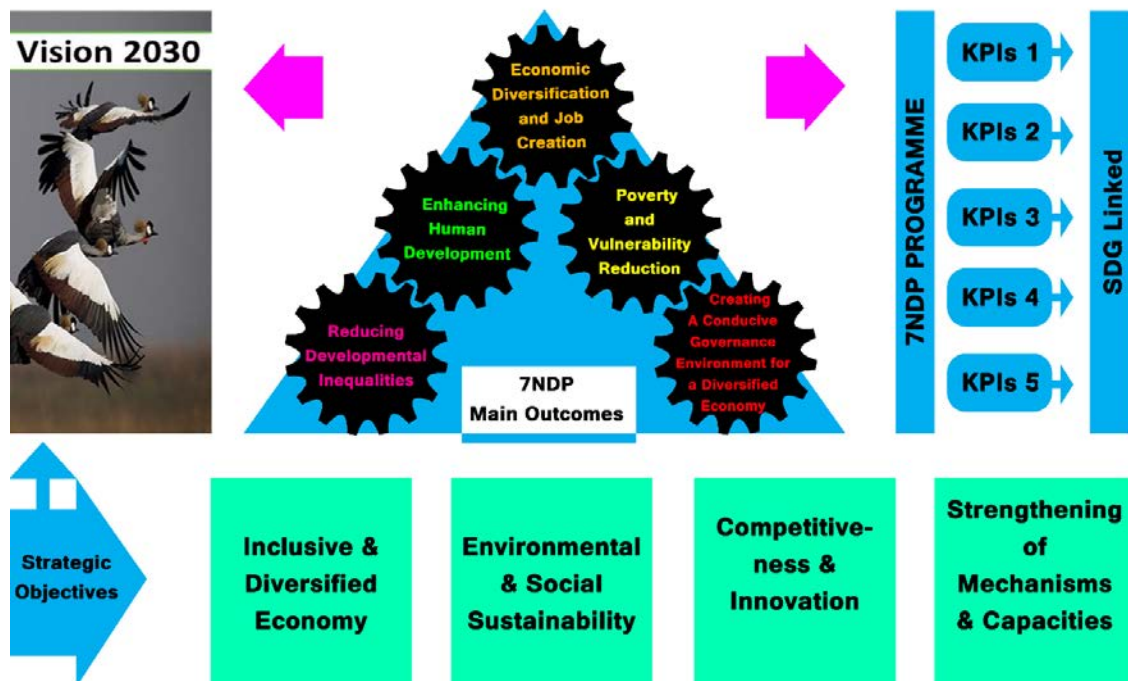 Vision 2030
Economic
Diversification
and Job
Creation
Enhancing
Human
Development
Poverty
and
Vulnerability
Reduction
Reducing
Developmental
Inequalities
Creating
A Conducive
Governance
Environment for
a Diversified
Economy
7NDP
Main Outcomes
7NDP PROGRAMME
KPIs 1
KPIs 2
KPIs 3
KPIs 4
KPIs 5
SDG Linked
Strategic
Objectives
Inclusive &
Diversified
Economy
Environmental
& Social
Sustainability
Competitive-
ness &
Innovation
Strengthening
of
Mechanisms
& Capacities